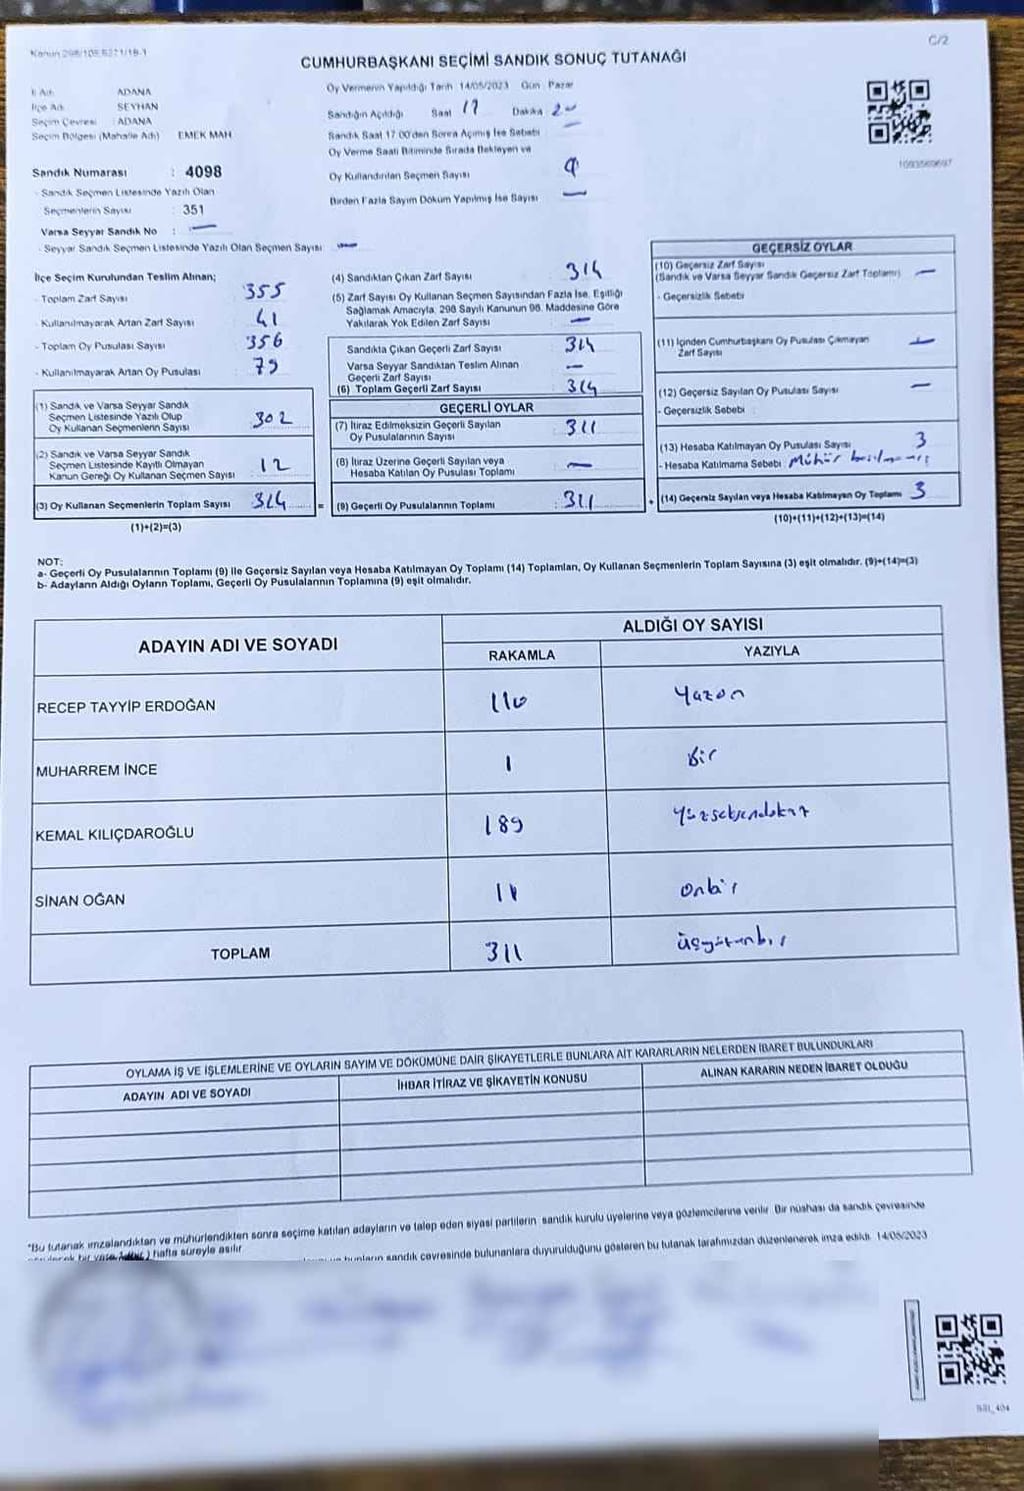 Kanun 298/105 5271/18-1
C/2
CUMHURBAŞKANI SEÇİMİ SANDIK SONUÇ TUTANAĞI
İl Adı ADANA
İlçe Adı SEYHAN
Seçim Çevresi : ADANA
Seçim Bölgesi (Mahalle Adı) EMEK MAH
Sandık Numarası : 4098
- Sandık Seçmen Listesinde Yazılı Olan
Seçmenlerin Sayısı : 351
Varsa Seyyar Sandık No : —
- Seyyar Sandık Seçmen Listesinde Yazılı Olan Seçmen Sayısı —
Oy Vermenin Yapıldığı Tarih 14/05/2023 Gün Pazar
Sandığın Açıldığı Saat 17 Dakika
Sandık Saat 17.00'den Sonra Açılmış İse Sebebi —
Oy Verme Saati Bitiminde Sırada Bekleyen ve
Oy Kullandırılan Seçmen Sayısı
Birden Fazla Sayım Döküm Yapılmış İse Sayısı —
İlçe Seçim Kurulundan Teslim Alınan;
- Toplam Zarf Sayısı 355
- Kullanılmayarak Artan Zarf Sayısı 41
- Toplam Oy Pusulası Sayısı 356
- Kullanılmayarak Artan Oy Pusulası 79
(1) Sandık ve Varsa Seyyar Sandık
Seçmen Listesinde Yazılı Olup
Oy Kullanan Seçmenlerin Sayısı 302
(2) Sandık ve Varsa Seyyar Sandık
Seçmen Listesinde Kayıtlı Olmayan
Kanun Gereği Oy Kullanan Seçmen Sayısı 12
(3) Oy Kullanan Seçmenlerin Toplam Sayısı 314
(1)+(2)=(3)
(4) Sandıktan Çıkan Zarf Sayısı 314
(5) Zarf Sayısı Oy Kullanan Seçmen Sayısından Fazla İse, Eşitliği
Sağlamak Amacıyla, 298 Sayılı Kanunun 98. Maddesine Göre
Yakılarak Yok Edilen Zarf Sayısı —
Sandıkta Çıkan Geçerli Zarf Sayısı 314
Varsa Seyyar Sandıktan Teslim Alınan
Geçerli Zarf Sayısı —
(6) Toplam Geçerli Zarf Sayısı 314
GEÇERLİ OYLAR
(7) İtiraz Edilmeksizin Geçerli Sayılan
Oy Pusulalarının Sayısı : 311
(8) İtiraz Üzerine Geçerli Sayılan veya
Hesaba Katılan Oy Pusulası Toplamı : —
= (9) Geçerli Oy Pusulalarının Toplamı : 311
GEÇERSİZ OYLAR
(10) Geçersiz Zarf Sayısı
(Sandık ve Varsa Seyyar Sandık Geçersiz Zarf Toplamı) —
- Geçersizlik Sebebi
(11) İçinden Cumhurbaşkanı Oy Pusulası Çıkmayan
Zarf Sayısı —
(12) Geçersiz Sayılan Oy Pusulası Sayısı —
- Geçersizlik Sebebi
(13) Hesaba Katılmayan Oy Pusulası Sayısı 3
- Hesaba Katılmama Sebebi : Mühür basılmamış
+ (14) Geçersiz Sayılan veya Hesaba Katılmayan Oy Toplamı 3
(10)+(11)+(12)+(13)=(14)
NOT:
a- Geçerli Oy Pusulalarının Toplamı (9) ile Geçersiz Sayılan veya Hesaba Katılmayan Oy Toplamı (14) Toplamları, Oy Kullanan Seçmenlerin Toplam Sayısına (3) eşit olmalıdır. (9)+(14)=(3)
b- Adayların Aldığı Oyların Toplamı, Geçerli Oy Pusulalarının Toplamına (9) eşit olmalıdır.
ADAYIN ADI VE SOYADI ALDIĞI OY SAYISI
RAKAMLA YAZIYLA
RECEP TAYYİP ERDOĞAN 110 Yüzon
MUHARREM İNCE 1 Bir
KEMAL KILIÇDAROĞLU 189 Yüzseksendokuz
SİNAN OĞAN 11 Onbir
TOPLAM 311 üçyüzonbir
OYLAMA İŞ VE İŞLEMLERİNE VE OYLARIN SAYIM VE DÖKÜMÜNE DAİR ŞİKAYETLERLE BUNLARA AİT KARARLARIN NELERDEN İBARET BULUNDUKLARI
ADAYIN ADI VE SOYADI İHBAR İTİRAZ VE ŞİKAYETİN KONUSU ALINAN KARARIN NEDEN İBARET OLDUĞU
"Bu tutanak imzalandıktan ve mühürlendikten sonra seçime katılan adayların ve talep eden siyasi partilerin sandık kurulu üyelerine veya gözlemcilerine verilir. Bir nüshası da sandık çevresinde
hafta süreyle asılır
sandık çevresinde bulunanlara duyurulduğunu gösteren bu tutanak tarafımızdan düzenlenerek imza edildi. 14/05/2023